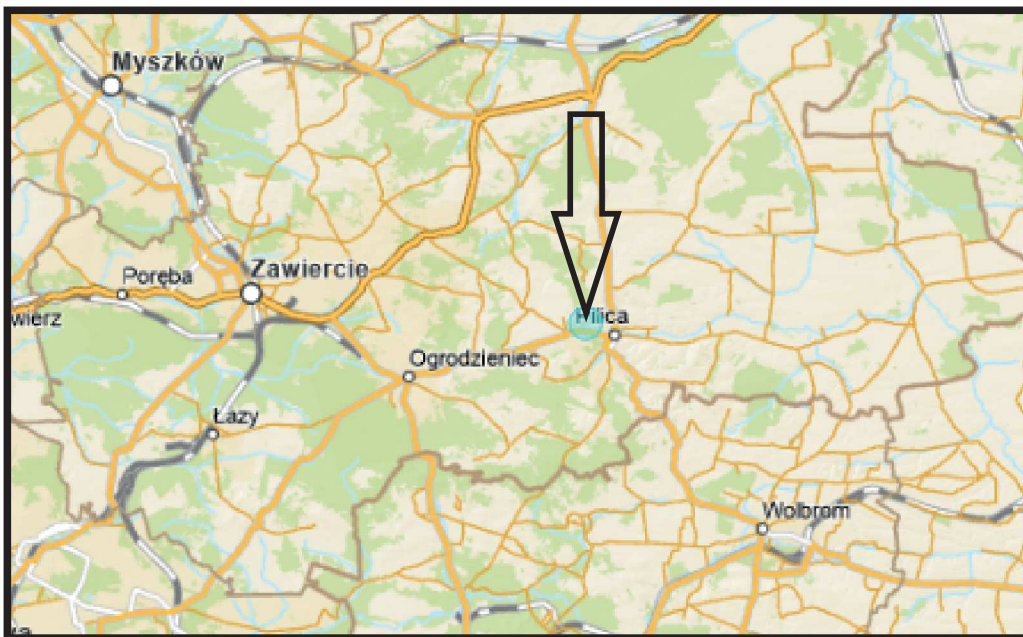 Myszków
Zawiercie
Poręba
wierz
Pilica
Ogrodzieniec
Łazy
Wolbrom